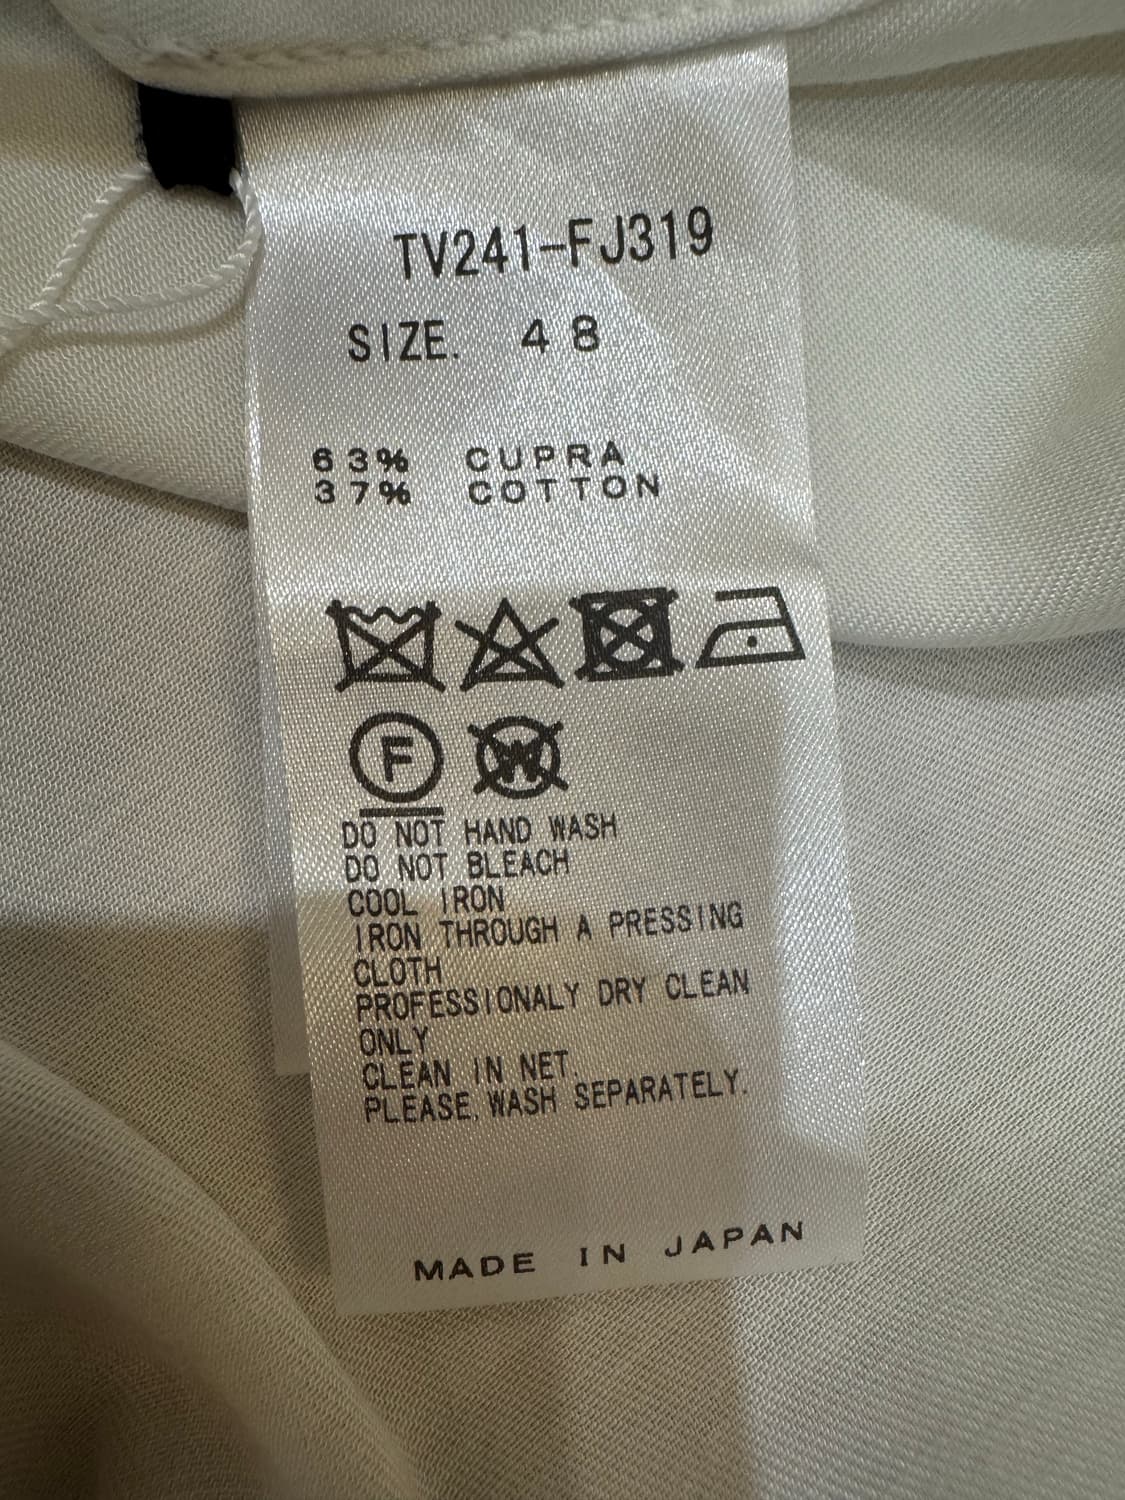 TV241-FJ319
SIZE. 48
63% CUPRA
37% COTTON
F W
DO NOT HAND WASH
DO NOT BLEACH
COOL IRON
IRON THROUGH A PRESSING
CLOTH
PROFESSIONALY DRY CLEAN
ONLY
CLEAN IN NET.
PLEASE, WASH SEPARATELY.
MADE IN JAPAN